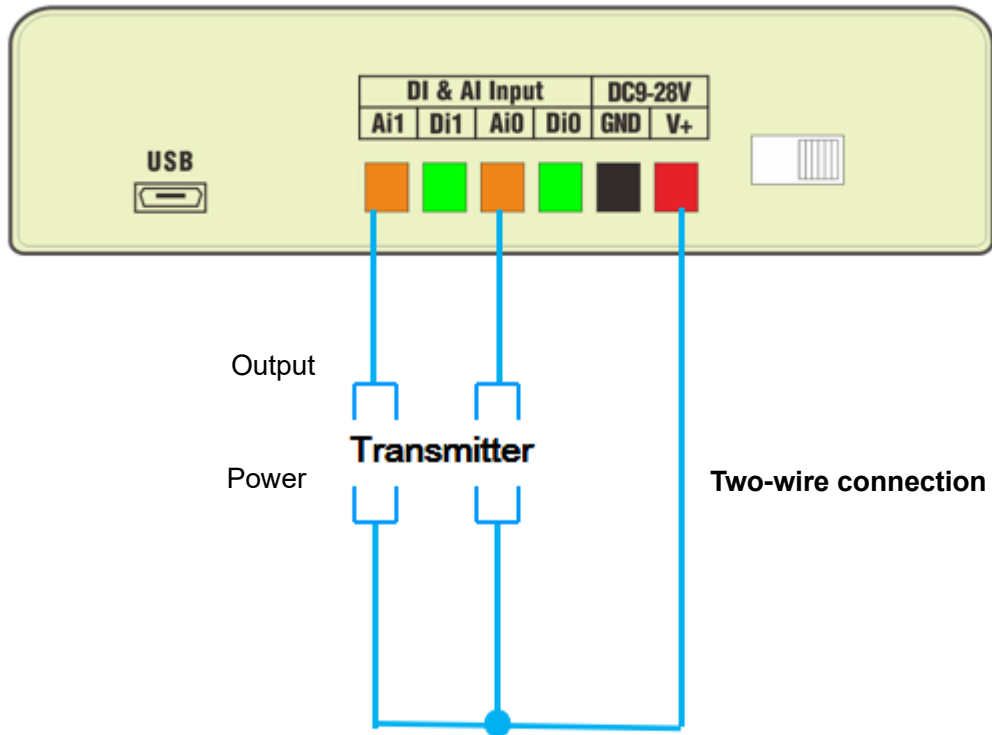 DI & AI Input DC9-28V
Ai1 Di1 Ai0 Di0 GND V+
USB
Output
Transmitter
Power
Two-wire connection